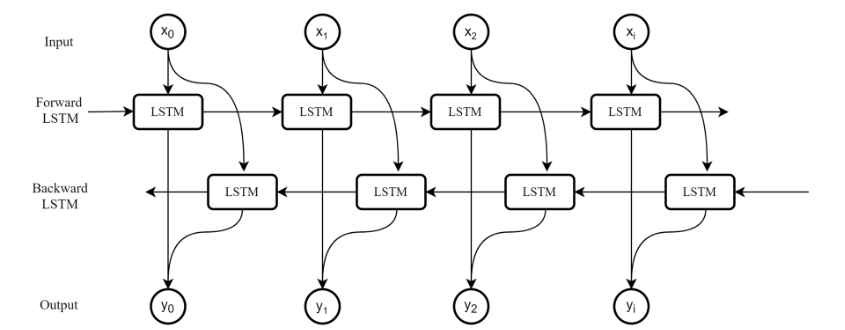 Input
x0
x1
x2
xi
Forward
LSTM
LSTM
LSTM
LSTM
LSTM
Backward
LSTM
LSTM
LSTM
LSTM
LSTM
Output
y0
y1
y2
yi